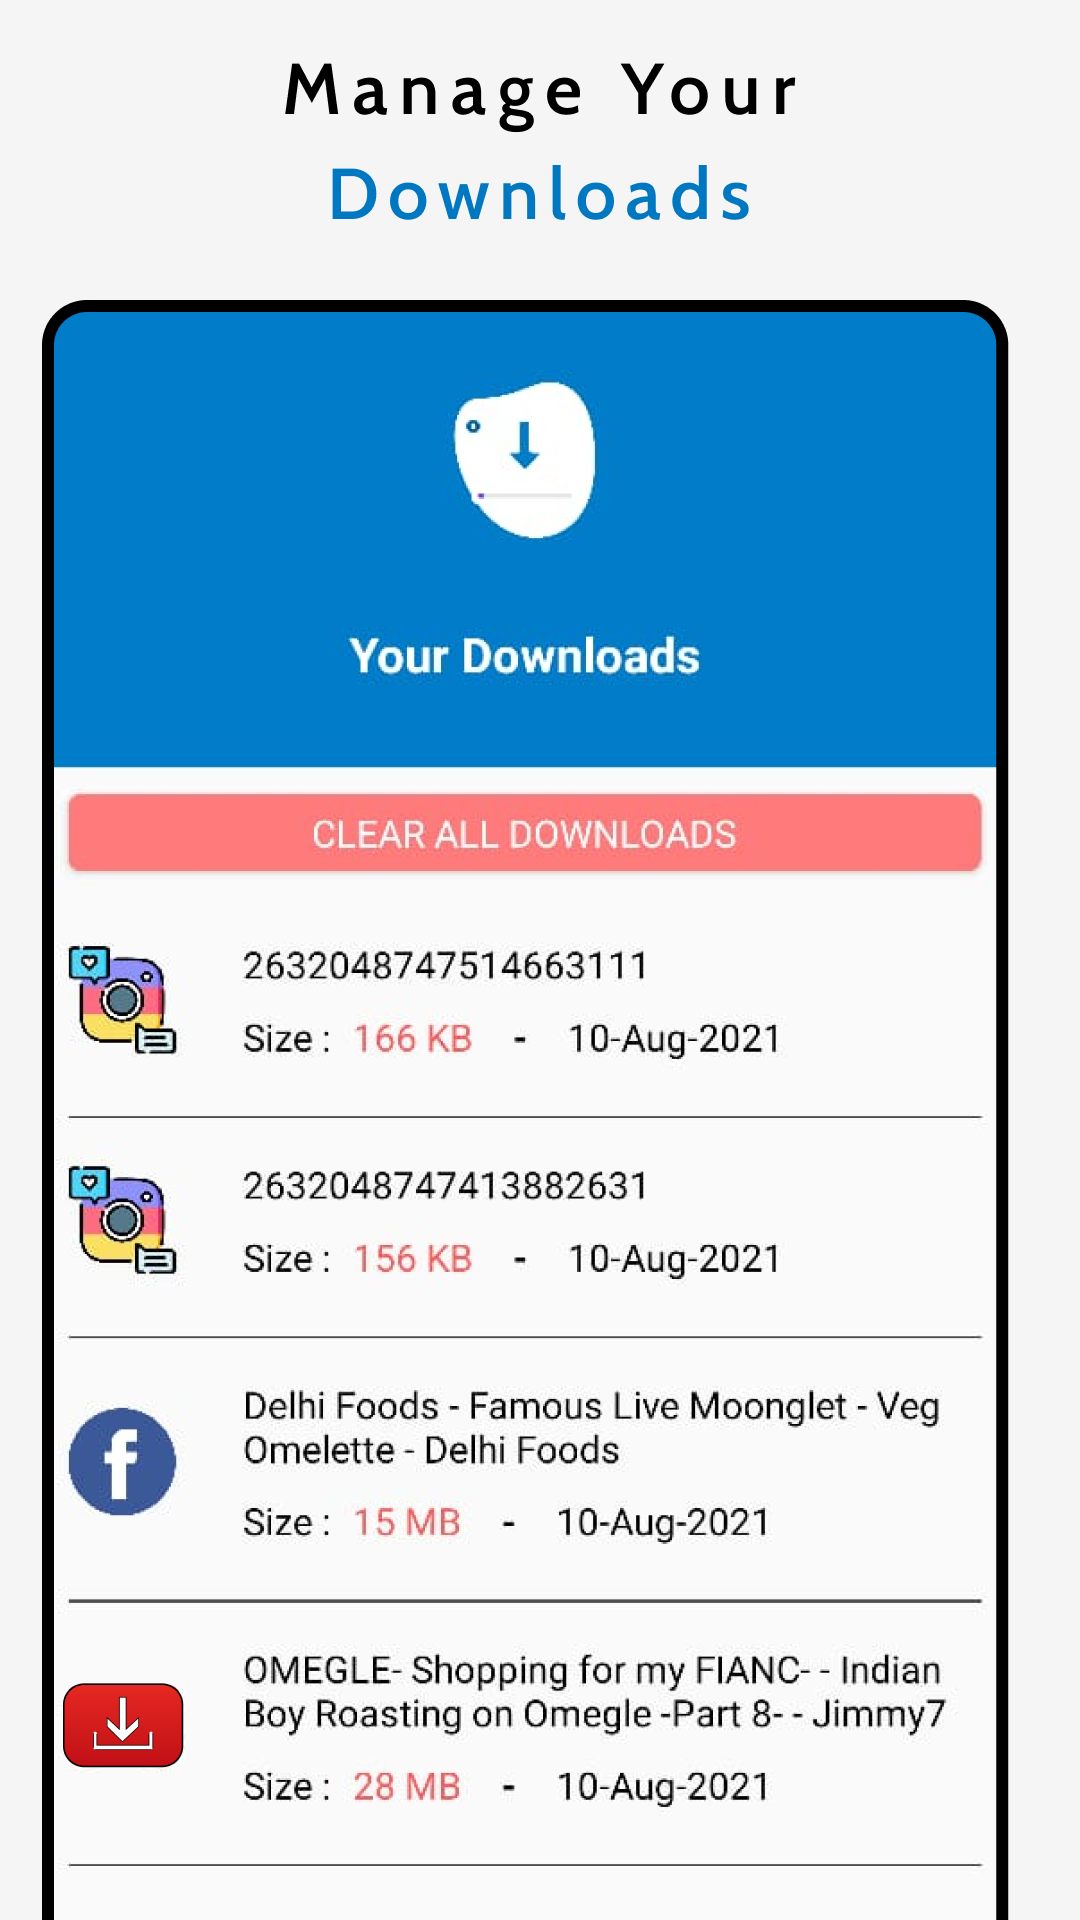 Manage Your
Downloads
Your Downloads
CLEAR ALL DOWNLOADS
2632048747514663111
Size : 166 KB - 10-Aug-2021
2632048747413882631
Size : 156 KB - 10-Aug-2021
Delhi Foods - Famous Live Moonglet - Veg
Omelette - Delhi Foods
Size : 15 MB - 10-Aug-2021
OMEGLE- Shopping for my FIANC- - Indian
Boy Roasting on Omegle -Part 8- - Jimmy7
Size : 28 MB - 10-Aug-2021